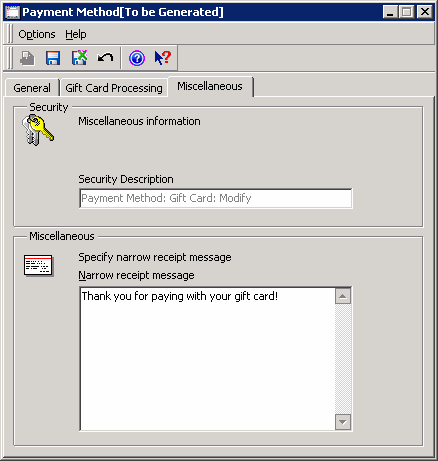 Payment Method[To be Generated]
Options Help
General Gift Card Processing Miscellaneous
Security
Miscellaneous information
Security Description
Payment Method: Gift Card: Modify
Miscellaneous
Specify narrow receipt message
Narrow receipt message
Thank you for paying with your gift card!